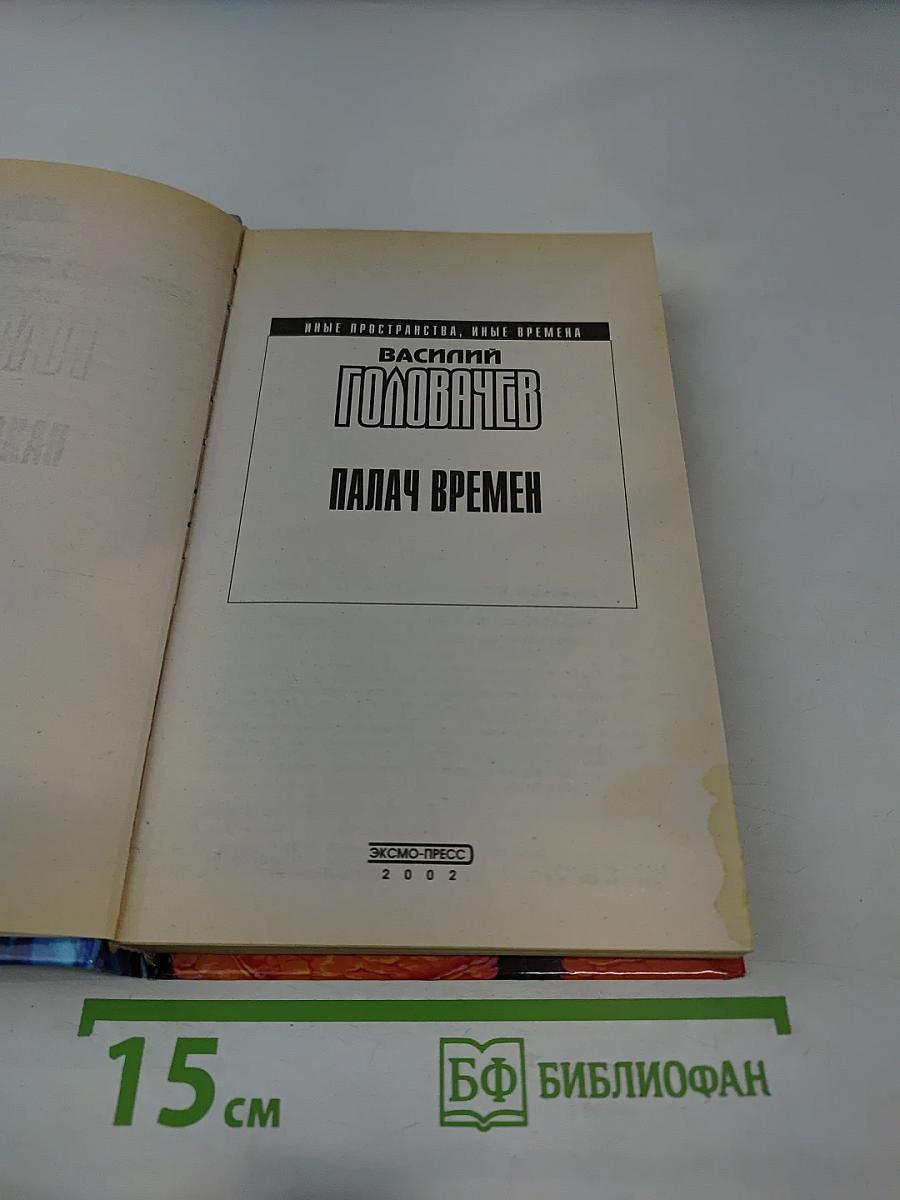 ИНЫЕ ПРОСТРАНСТВА, ИНЫЕ ВРЕМЕНА
ВАСИЛИЙ
ГОЛОВАЧЕВ
ПАЛАЧ ВРЕМЕН
ЭКСМО-ПРЕСС
2002
15 СМ
БФ БИБЛИОФАН